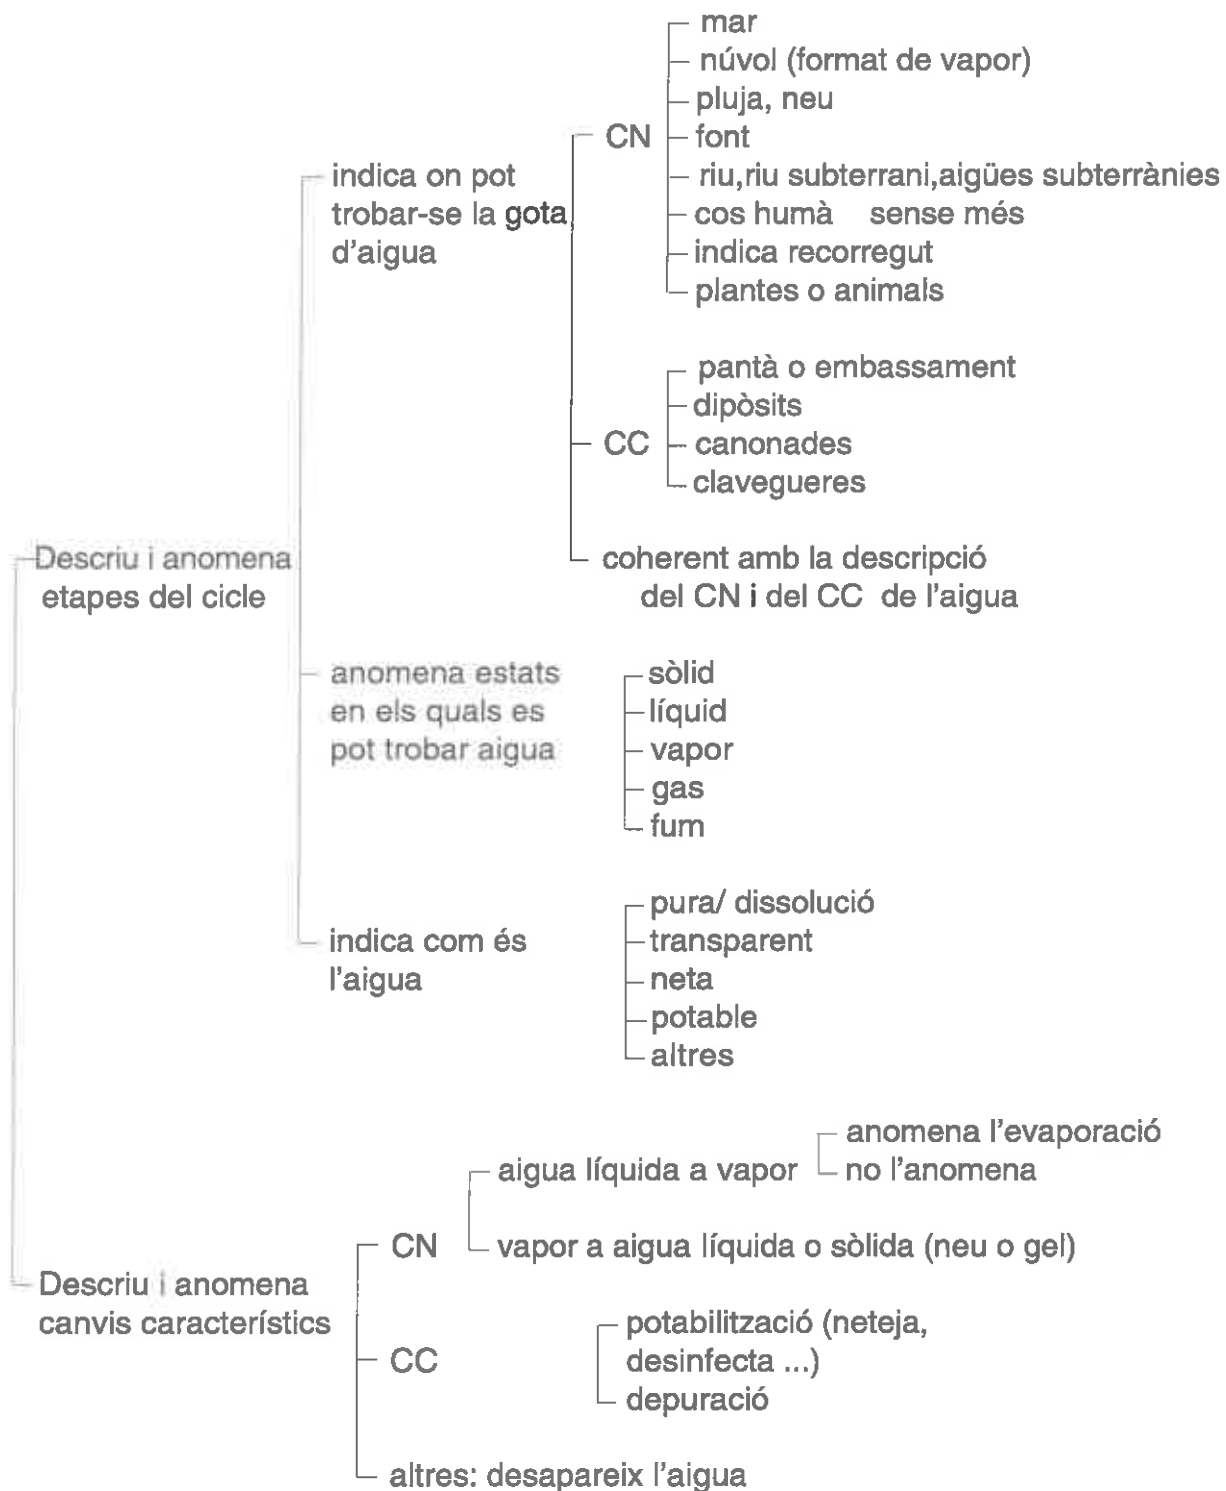 mar
núvol (format de vapor)
pluja, neu
CN
font
indica on pot
trobar-se la gota
d'aigua
riu,riu subterrani,aigües subterrànies
cos humà sense més
indica recorregut
plantes o animals
pantà o embassament
dipòsits
CC
canonades
clavegueres
Descriu i anomena
etapes del cicle
coherent amb la descripció
del CN i del CC de l'aigua
anomena estats
en els quals es
pot trobar aigua
sòlid
líquid
vapor
gas
fum
indica com és
l'aigua
pura/ dissolució
transparent
neta
potable
altres
Descriu i anomena
canvis característics
CN
aigua líquida a vapor
anomena l'evaporació
no l'anomena
vapor a aigua líquida o sòlida (neu o gel)
CC
potabilització (neteja,
desinfecta ...)
depuració
altres: desapareix l'aigua